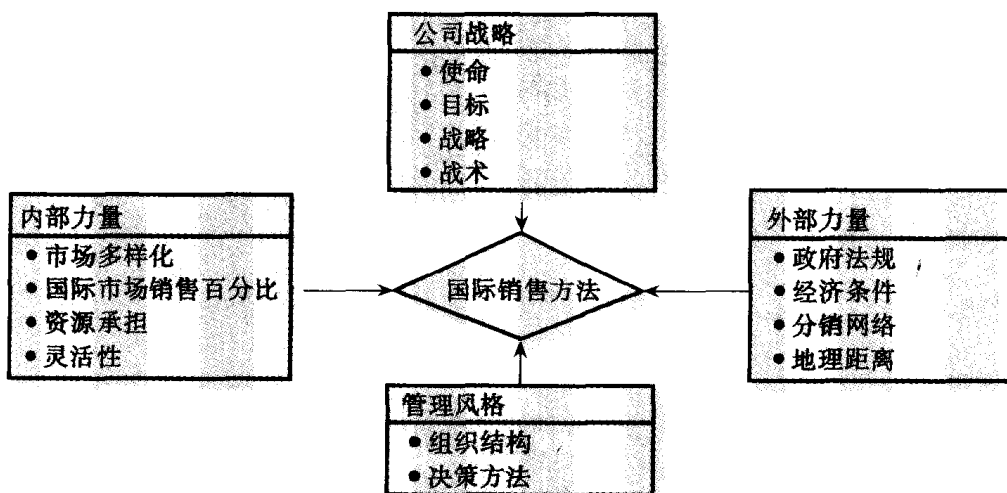 公司战略
● 使命
● 目标
● 战略
● 战术
内部力量
● 市场多样化
● 国际市场销售百分比
● 资源承担
● 灵活性
国际销售方法
外部力量
● 政府法规
● 经济条件
● 分销网络
● 地理距离
管理风格
● 组织结构
● 决策方法